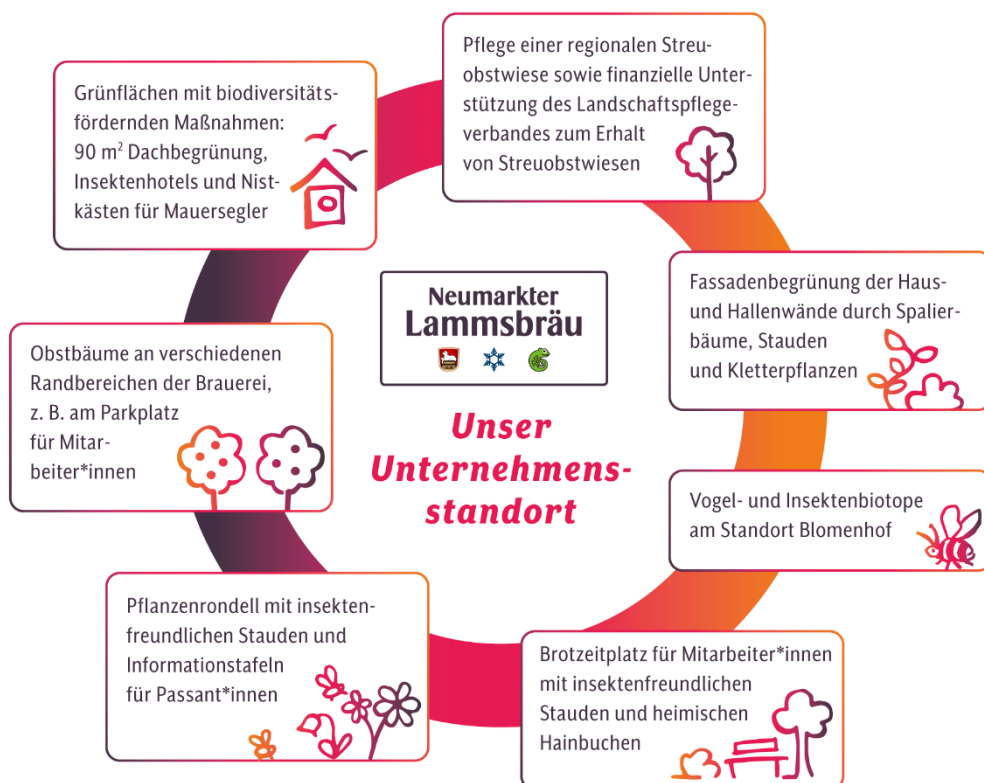 Pflege einer regionalen Streu-
obstwiese sowie finanzielle Unter-
stützung des Landschaftspflege-
verbandes zum Erhalt
von Streuobstwiesen
Grünflächen mit biodiversitäts-
fördernden Maßnahmen:
90 m² Dachbegrünung,
Insektenhotels und Nist-
kästen für Mauersegler
Neumarkter
Lammsbräu
Unser
Unternehmens-
standort
Fassadenbegrünung der Haus-
und Hallenwände durch Spalier-
bäume, Stauden
und Kletterpflanzen
Obstbäume an verschiedenen
Randbereichen der Brauerei,
z. B. am Parkplatz
für Mitar-
beiter*innen
Vogel- und Insektenbiotope
am Standort Blomenhof
Pflanzenrondell mit insekten-
freundlichen Stauden und
Informationstafeln
für Passant*innen
Brotzeitplatz für Mitarbeiter*innen
mit insektenfreundlichen
Stauden und heimischen
Hainbuchen